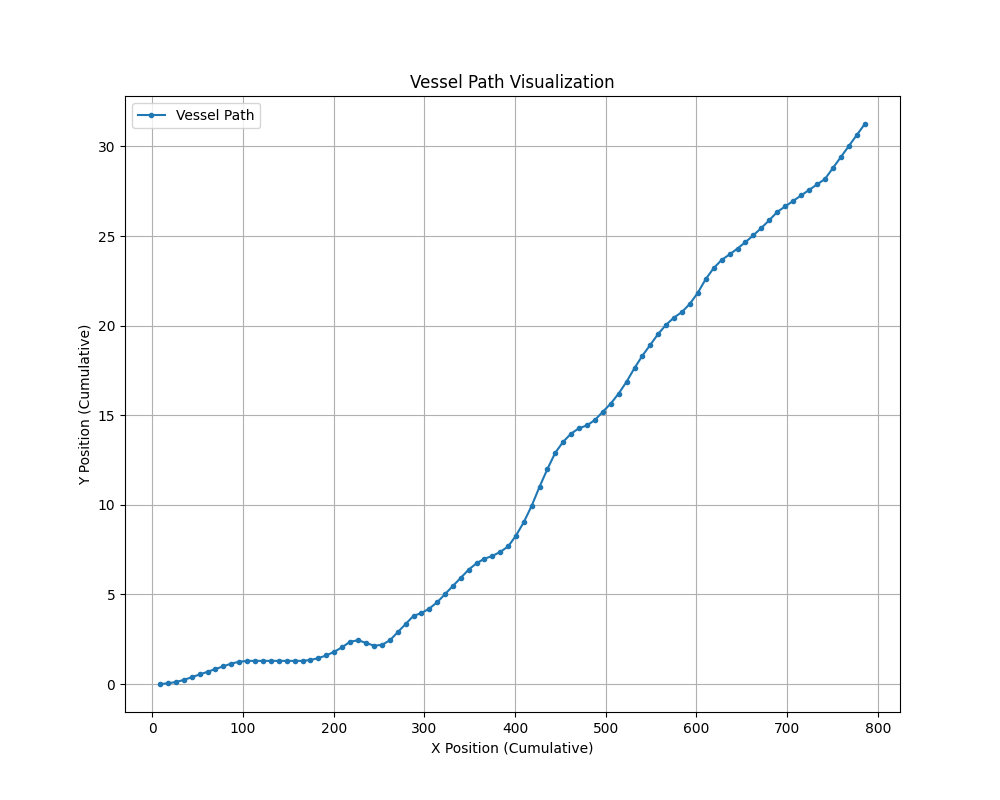 Vessel Path Visualization
Vessel Path
Y Position (Cumulative)
30
25
20
15
10
5
0
0 100 200 300 400 500 600 700 800
X Position (Cumulative)